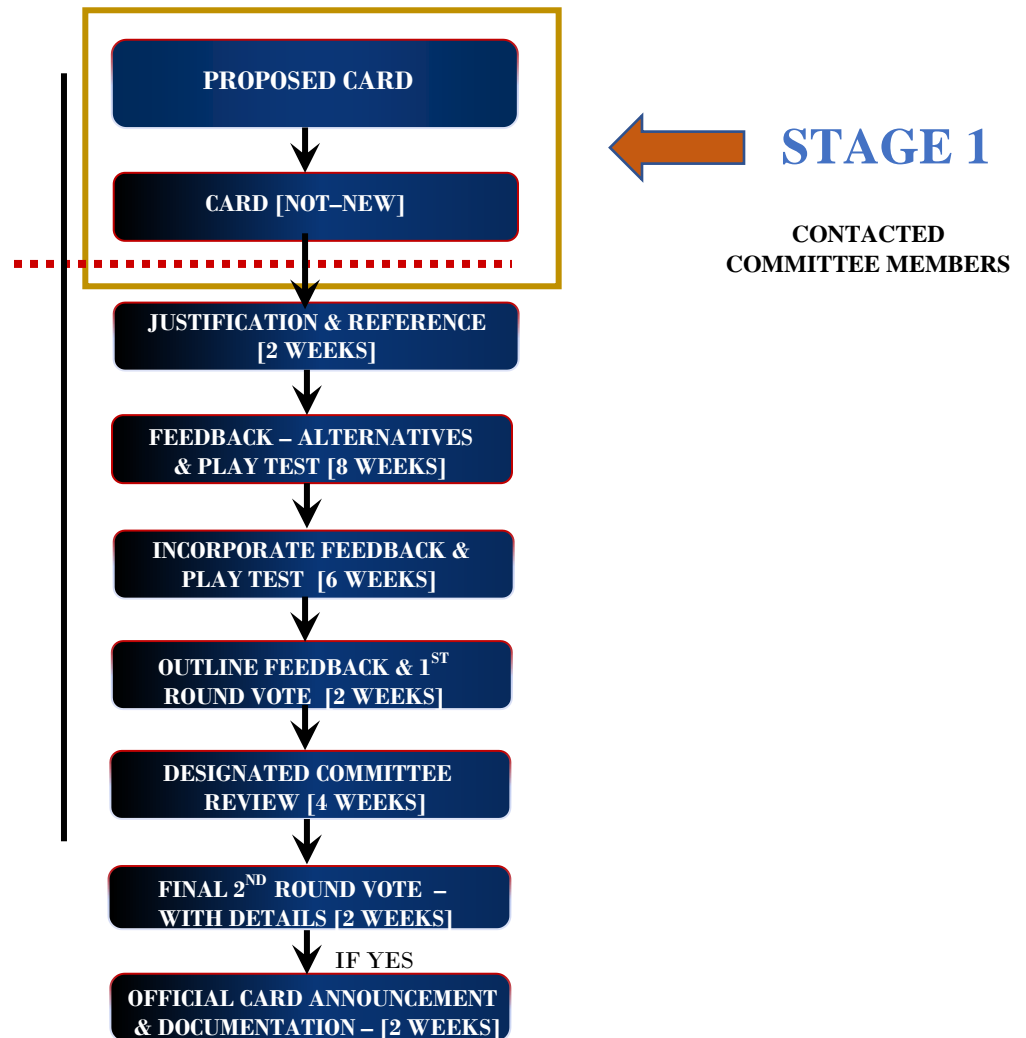 PROPOSED CARD
STAGE 1
CARD [NOT–NEW]
CONTACTED
COMMITTEE MEMBERS
JUSTIFICATION & REFERENCE
[2 WEEKS]
FEEDBACK – ALTERNATIVES
& PLAY TEST [8 WEEKS]
INCORPORATE FEEDBACK &
PLAY TEST [6 WEEKS]
OUTLINE FEEDBACK & 1ST
ROUND VOTE [2 WEEKS]
DESIGNATED COMMITTEE
REVIEW [4 WEEKS]
FINAL 2ND ROUND VOTE –
WITH DETAILS [2 WEEKS]
IF YES
OFFICIAL CARD ANNOUNCEMENT
& DOCUMENTATION – [2 WEEKS]